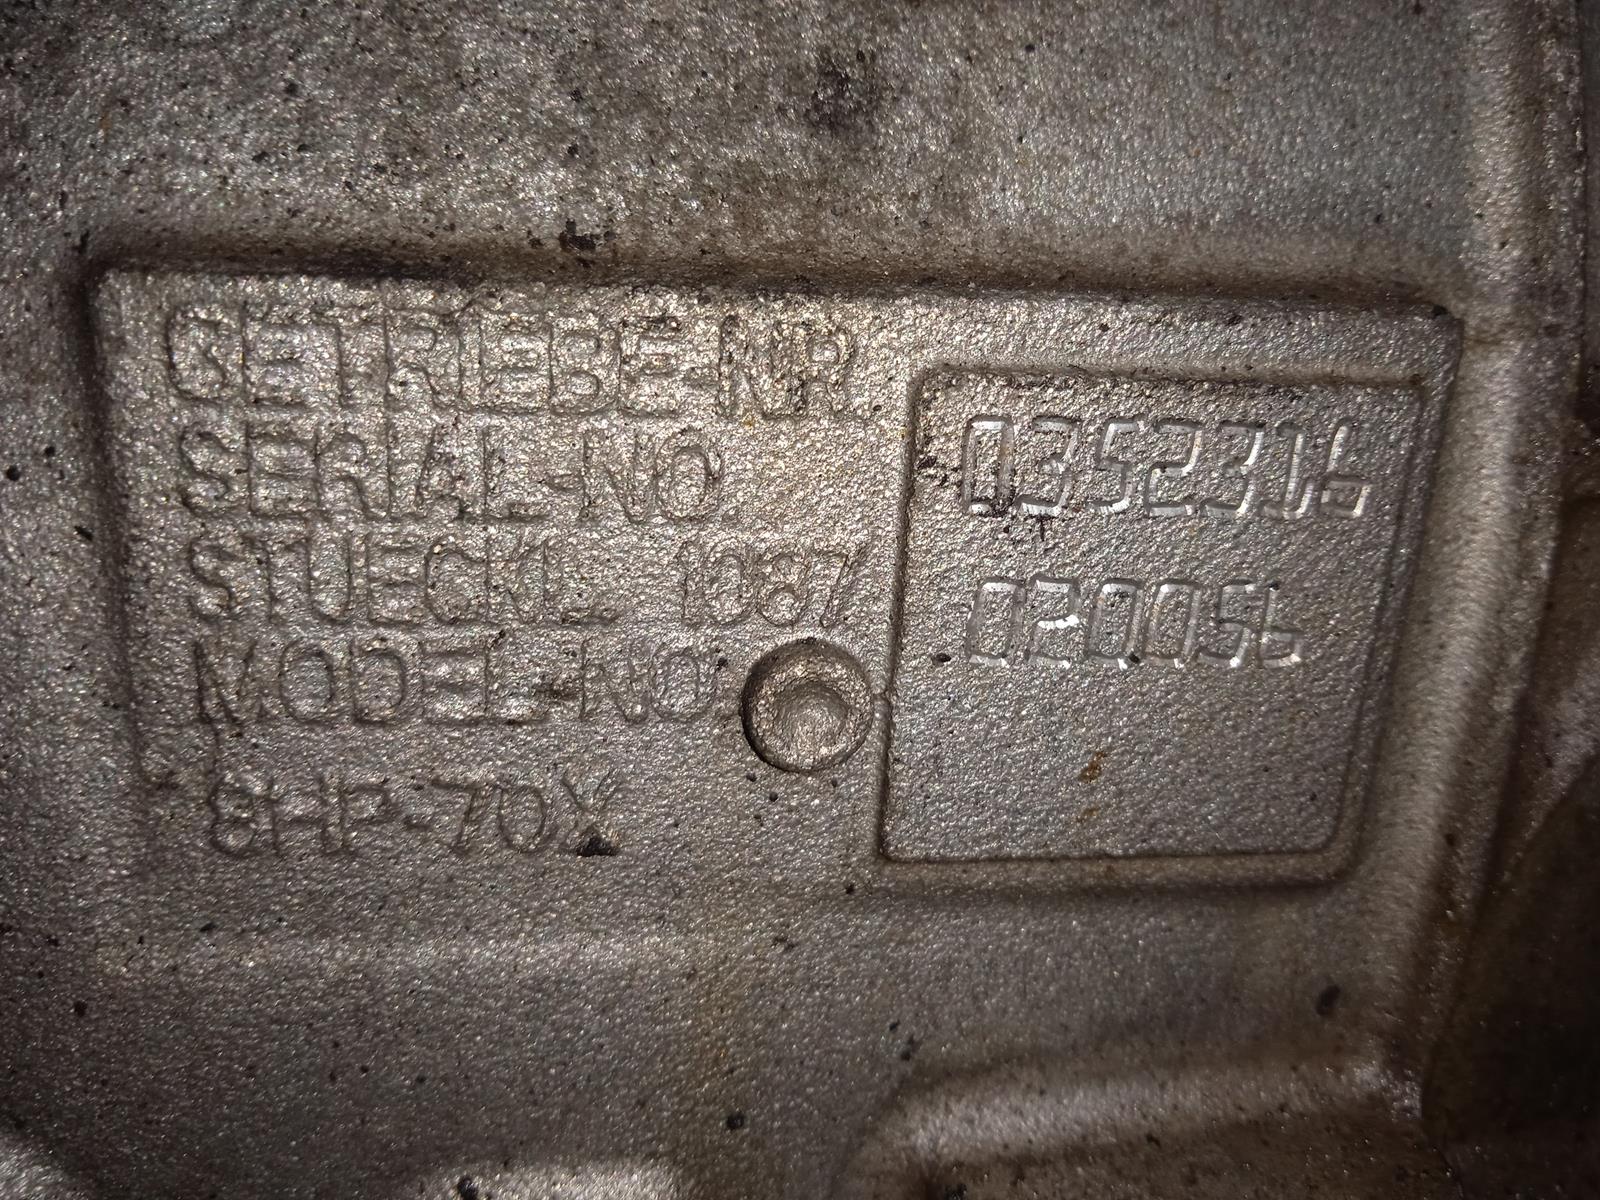 GETRIEBE-NR.
SERIAL-NO. 0352316
STUECKL. 1087
MODEL-NO. 020056
8HP-70X